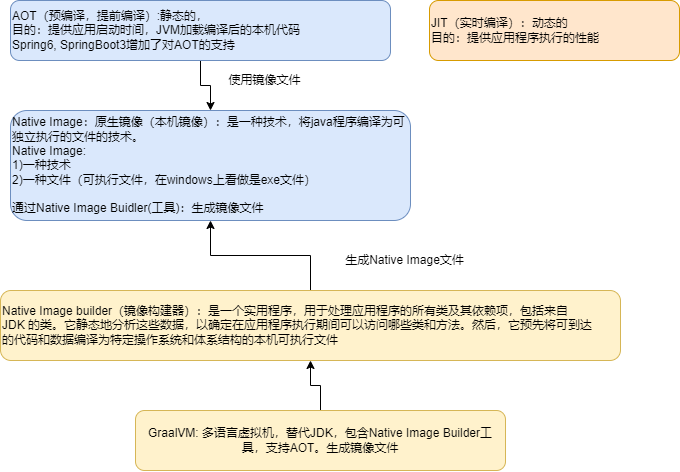 AOT（预编译，提前编译）:静态的，
目的：提供应用启动时间，JVM加载编译后的本机代码
Spring6, SpringBoot3增加了对AOT的支持
JIT（实时编译）：动态的
目的：提供应用程序执行的性能
使用镜像文件
Native Image：原生镜像（本机镜像）：是一种技术，将java程序编译为可
独立执行的文件的技术。
Native Image:
1)一种技术
2)一种文件（可执行文件，在windows上看做是exe文件）
通过Native Image Buidler(工具)：生成镜像文件
生成Native Image文件
Native Image builder（镜像构建器）：是一个实用程序，用于处理应用程序的所有类及其依赖项，包括来自
JDK 的类。它静态地分析这些数据，以确定在应用程序执行期间可以访问哪些类和方法。然后，它预先将可到达
的代码和数据编译为特定操作系统和体系结构的本机可执行文件
GraalVM: 多语言虚拟机，替代JDK，包含Native Image Builder工
具，支持AOT。生成镜像文件